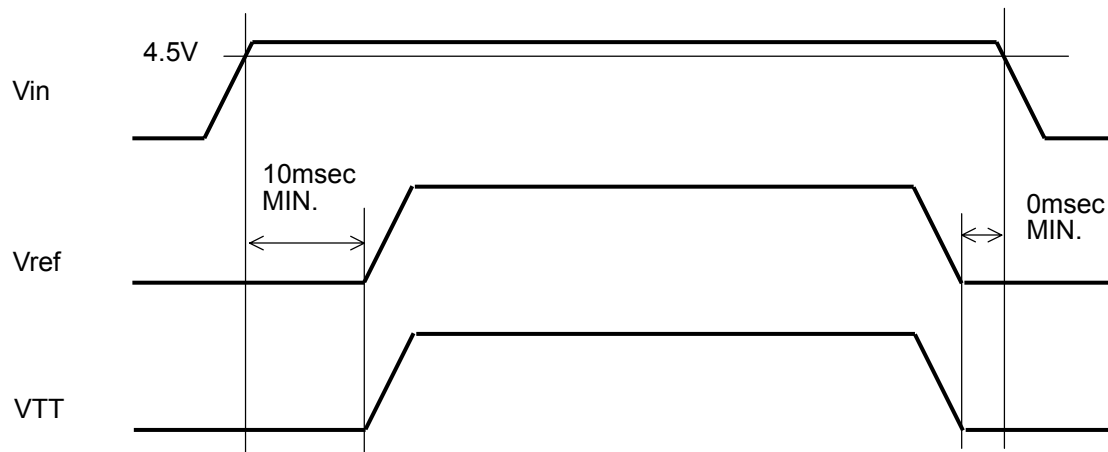 4.5V
Vin
10msec
MIN.
0msec
MIN.
Vref
VTT